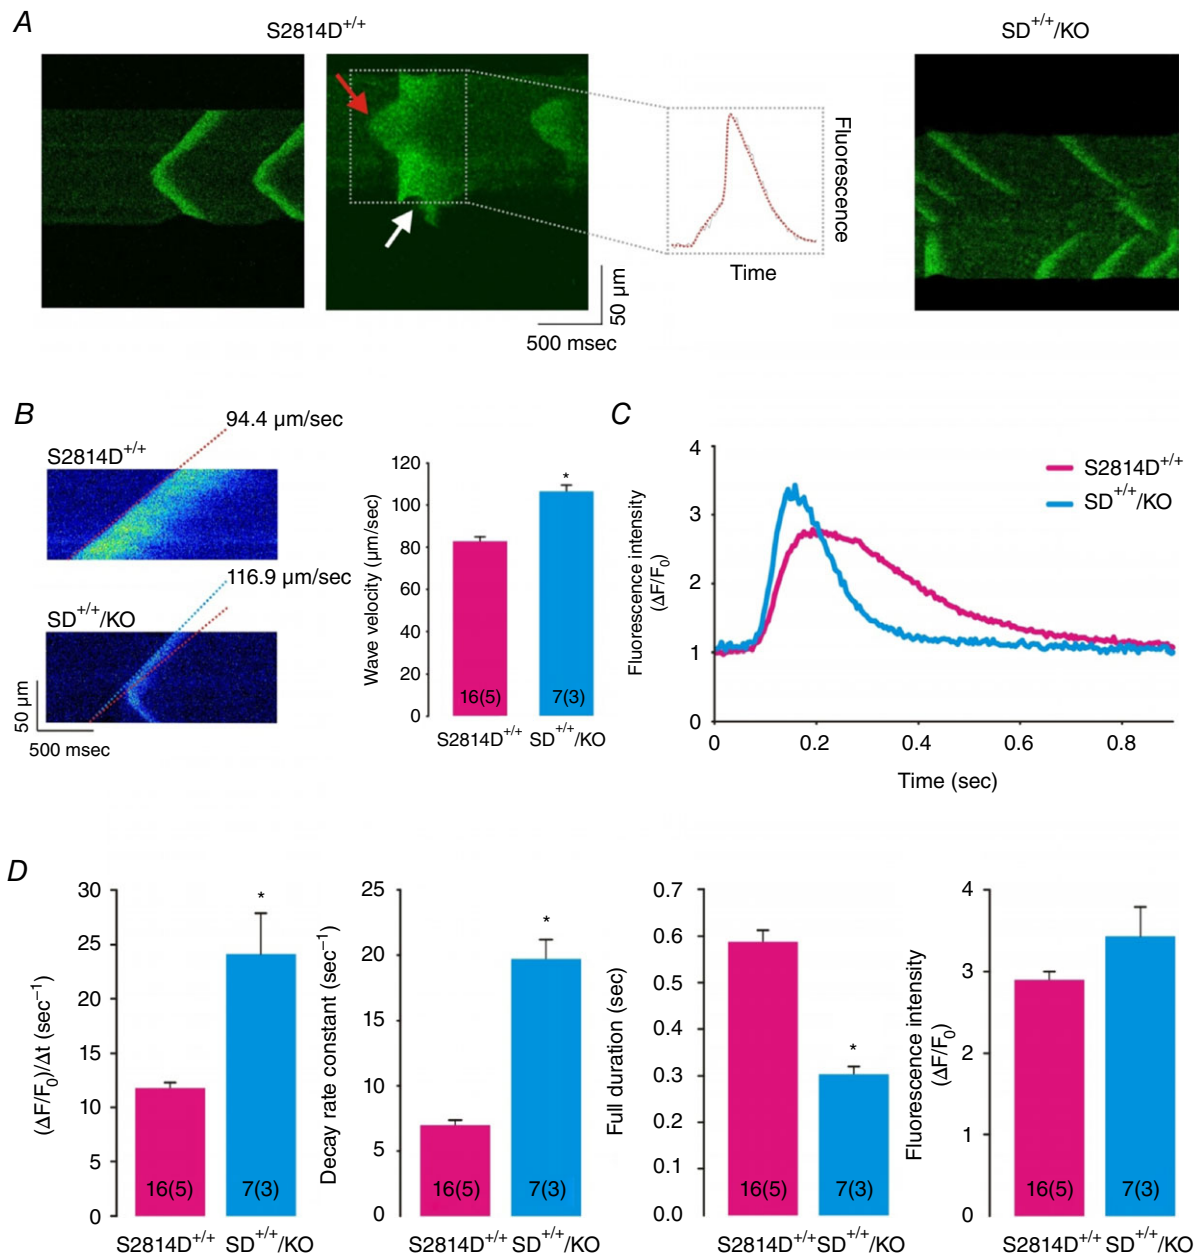 A
S2814D+/+
SD+/+/KO
Fluorescence
Time
50 µm
500 msec
B
94.4 µm/sec
S2814D+/+
116.9 µm/sec
SD+/+/KO
50 µm
500 msec
Wave velocity (µm/sec)
120
100
80
60
40
20
0
*
16(5)
7(3)
S2814D+/+ SD+/+/KO
C
Fluorescence intensity
(ΔF/F0)
4
3
2
1
0
S2814D+/+
SD+/+/KO
0 0.2 0.4 0.6 0.8
Time (sec)
D
(ΔF/F0)/Δt (sec−1)
30
25
20
15
10
5
0
*
16(5)
7(3)
S2814D+/+ SD+/+/KO
Decay rate constant (sec−1)
25
20
15
10
5
0
*
16(5)
7(3)
S2814D+/+ SD+/+/KO
Full duration (sec)
0.7
0.6
0.5
0.4
0.3
0.2
0.1
0.0
*
16(5)
7(3)
S2814D+/+ SD+/+/KO
Fluorescence intensity
(ΔF/F0)
4
3
2
1
0
16(5)
7(3)
S2814D+/+ SD+/+/KO